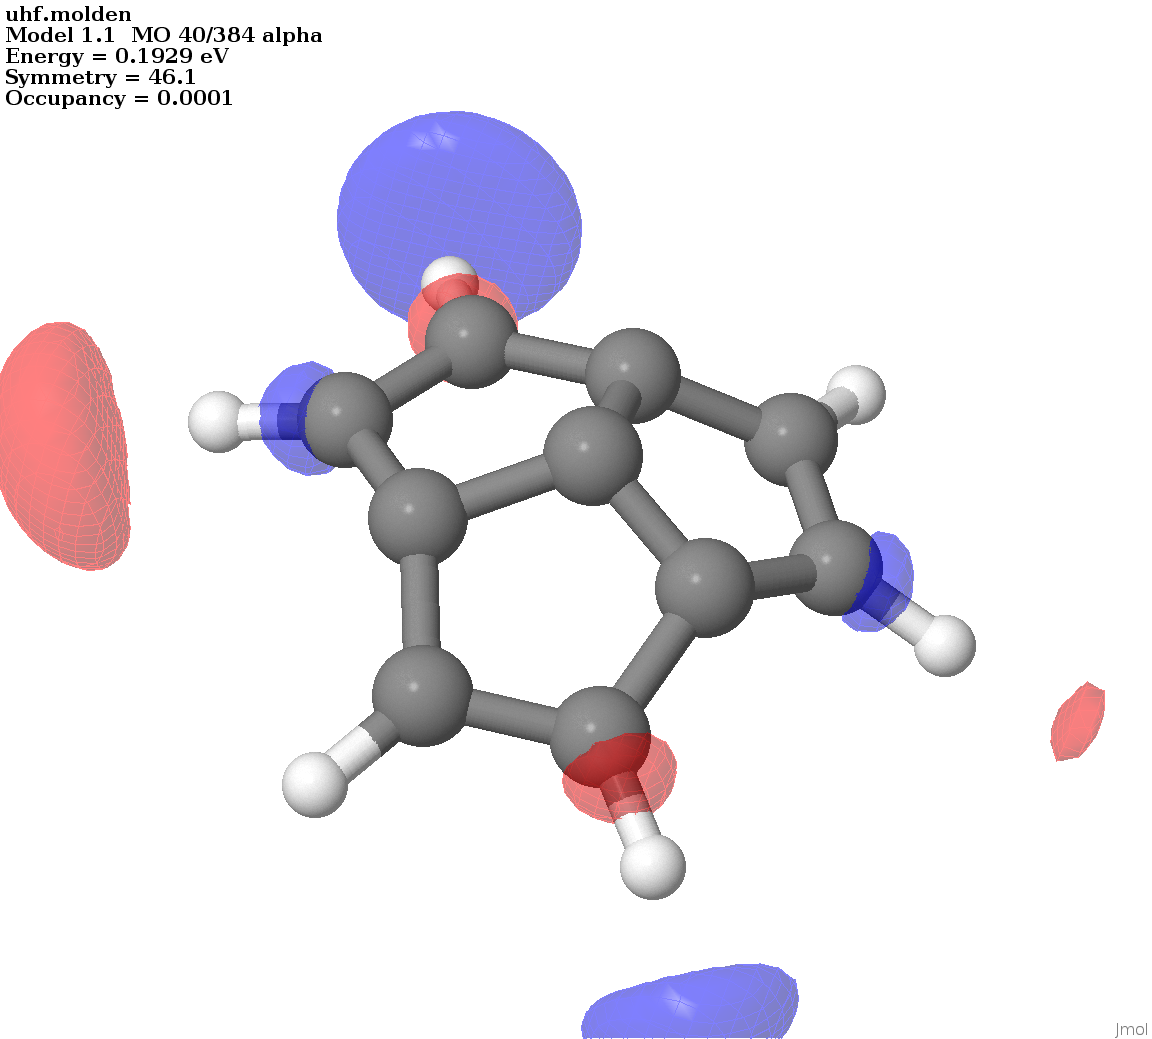 uhf.molden
Model 1.1  MO 40/384 alpha
Energy = 0.1929 eV
Symmetry = 46.1
Occupancy = 0.0001
Jmol